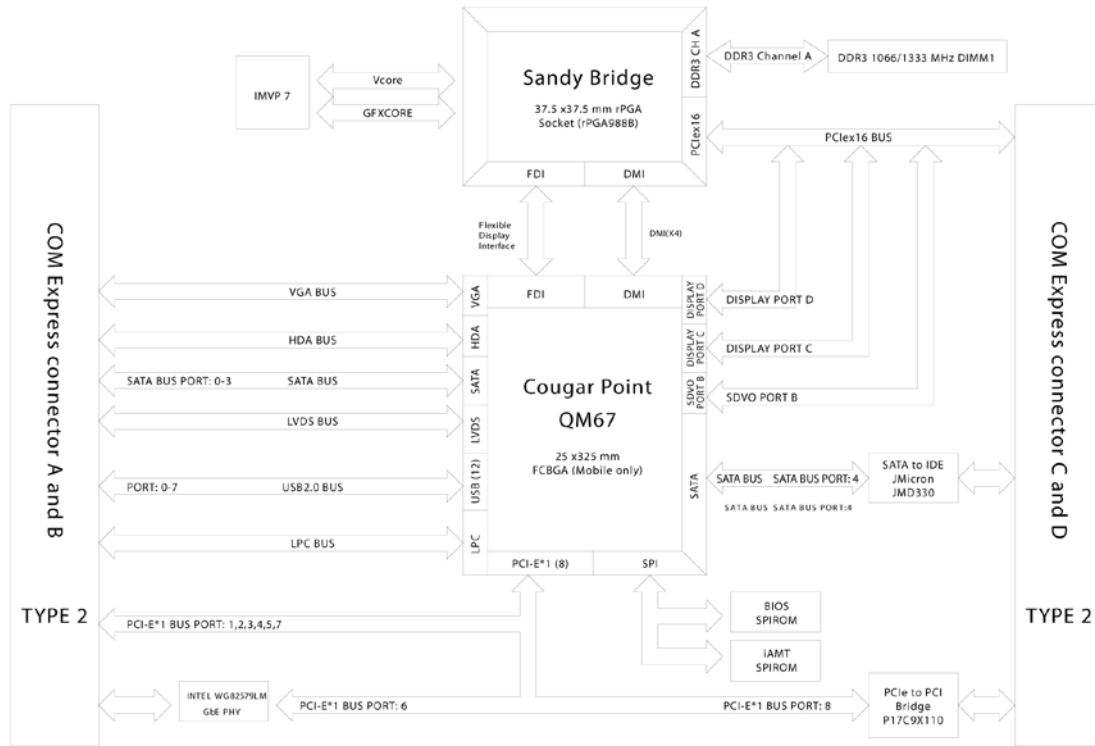 Sandy Bridge
37.5 x37.5 mm rPGA
Socket (rPGA988B)
DDR3 CH A
PCIex16
FDI
DMI
IMVP 7
Vcore
GFXCORE
DDR3 Channel A
DDR3 1066/1333 MHz DIMM1
PCIex16 BUS
Flexible
Display
Interface
DMI(X4)
COM Express connector A and B
TYPE 2
COM Express connector C and D
TYPE 2
VGA BUS
HDA BUS
SATA BUS PORT: 0-3
SATA BUS
LVDS BUS
PORT: 0-7
USB2.0 BUS
LPC BUS
VGA
HDA
SATA
LVDS
USB (12)
LPC
FDI
DMI
Cougar Point
QM67
25 x325 mm
FCBGA (Mobile only)
DISPLAY
PORT D
DISPLAY
PORT C
SDVO
PORT B
SATA
PCI-E*1 (8)
SPI
DISPLAY PORT D
DISPLAY PORT C
SDVO PORT B
SATA BUS
SATA BUS PORT: 4
SATA BUS SATA BUS PORT:4
SATA to IDE
JMicron
JMD330
BIOS
SPIROM
iAMT
SPIROM
PCI-E*1 BUS PORT: 1,2,3,4,5,7
INTEL WG82579LM
GbE PHY
PCI-E*1 BUS PORT: 6
PCI-E*1 BUS PORT: 8
PCIe to PCI
Bridge
P17C9X110